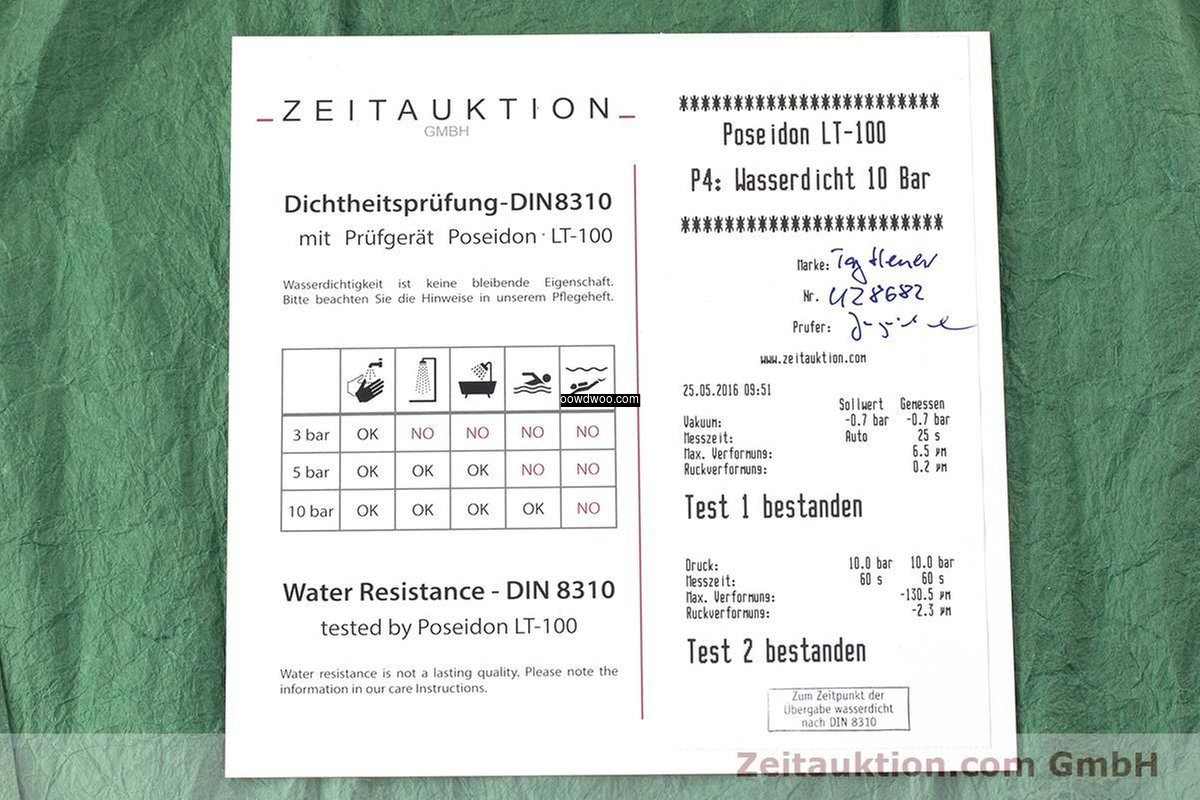 ZEITAUKTION
GMBH
Dichtheitsprüfung-DIN8310
mit Prüfgerät Poseidon · LT-100
Wasserdichtigkeit ist keine bleibende Eigenschaft.
Bitte beachten Sie die Hinweise in unserem Pflegeheft.
oowdwoo.com
3 bar OK NO NO NO NO
5 bar OK OK OK NO NO
10 bar OK OK OK OK NO
Water Resistance - DIN 8310
tested by Poseidon LT-100
Water resistance is not a lasting quality. Please note the
information in our care Instructions.
************************
Poseidon LT-100
P4: Wasserdicht 10 Bar
************************
Marke: Tag Heuer
Nr. UZ8682
Prufer:
www.zeitauktion.com
25.05.2016 09:51
Sollwert Gemessen
Vakuum: -0.7 bar -0.7 bar
Messzeit: Auto 25 s
Max. Verformung: 6.5 µm
Ruckverformung: 0.2 µm
Test 1 bestanden
Druck: 10.0 bar 10.0 bar
Messzeit: 60 s 60 s
Max. Verformung: -130.5 µm
Ruckverformung: -2.3 µm
Test 2 bestanden
Zum Zeitpunkt der
Übergabe wasserdicht
nach DIN 8310
Zeitauktion.com GmbH